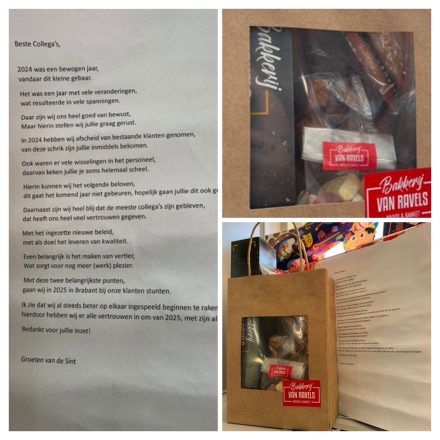 Beste Collega's,
2024 was een bewogen jaar,
vandaar dit kleine gebaar.
Het was een jaar met vele veranderingen,
wat resulteerde in vele spanningen.
Daar zijn wij ons heel goed van bewust,
Maar hierin stellen wij jullie graag gerust.
In 2024 hebben wij afscheid van bestaande klanten genomen,
van deze schrik zijn jullie inmiddels bekomen.
Ook waren er vele wisselingen in het personeel,
daarvan keken jullie je soms helemaal scheel.
Hierin kunnen wij het volgende beloven,
dit gaat het komend jaar niet gebeuren, hopelijk gaan jullie dit ook g
Daarnaast zijn wij heel blij dat de meeste collega's zijn gebleven,
dat heeft ons heel veel vertrouwen gegeven.
Met het ingezette nieuwe beleid,
met als doel het leveren van kwaliteit.
Even belangrijk is het maken van vertier,
Wat zorgt voor nog meer (werk) plezier.
Met deze twee belangrijkste punten,
gaan wij in 2025 in Brabant bij onze klanten stunten.
Ik zie dat wij al steeds beter op elkaar ingespeeld beginnen te raken
hierdoor hebben wij er alle vertrouwen in om van 2025, met zijn al
Bedankt voor jullie inzet!
Groeten van de Sint
Bakkerij
Bakkerij
VAN RAVELS
Bakkerij
VAN RAVELS
BROOD & BANKET
Bakkerij
VAN RAVELS